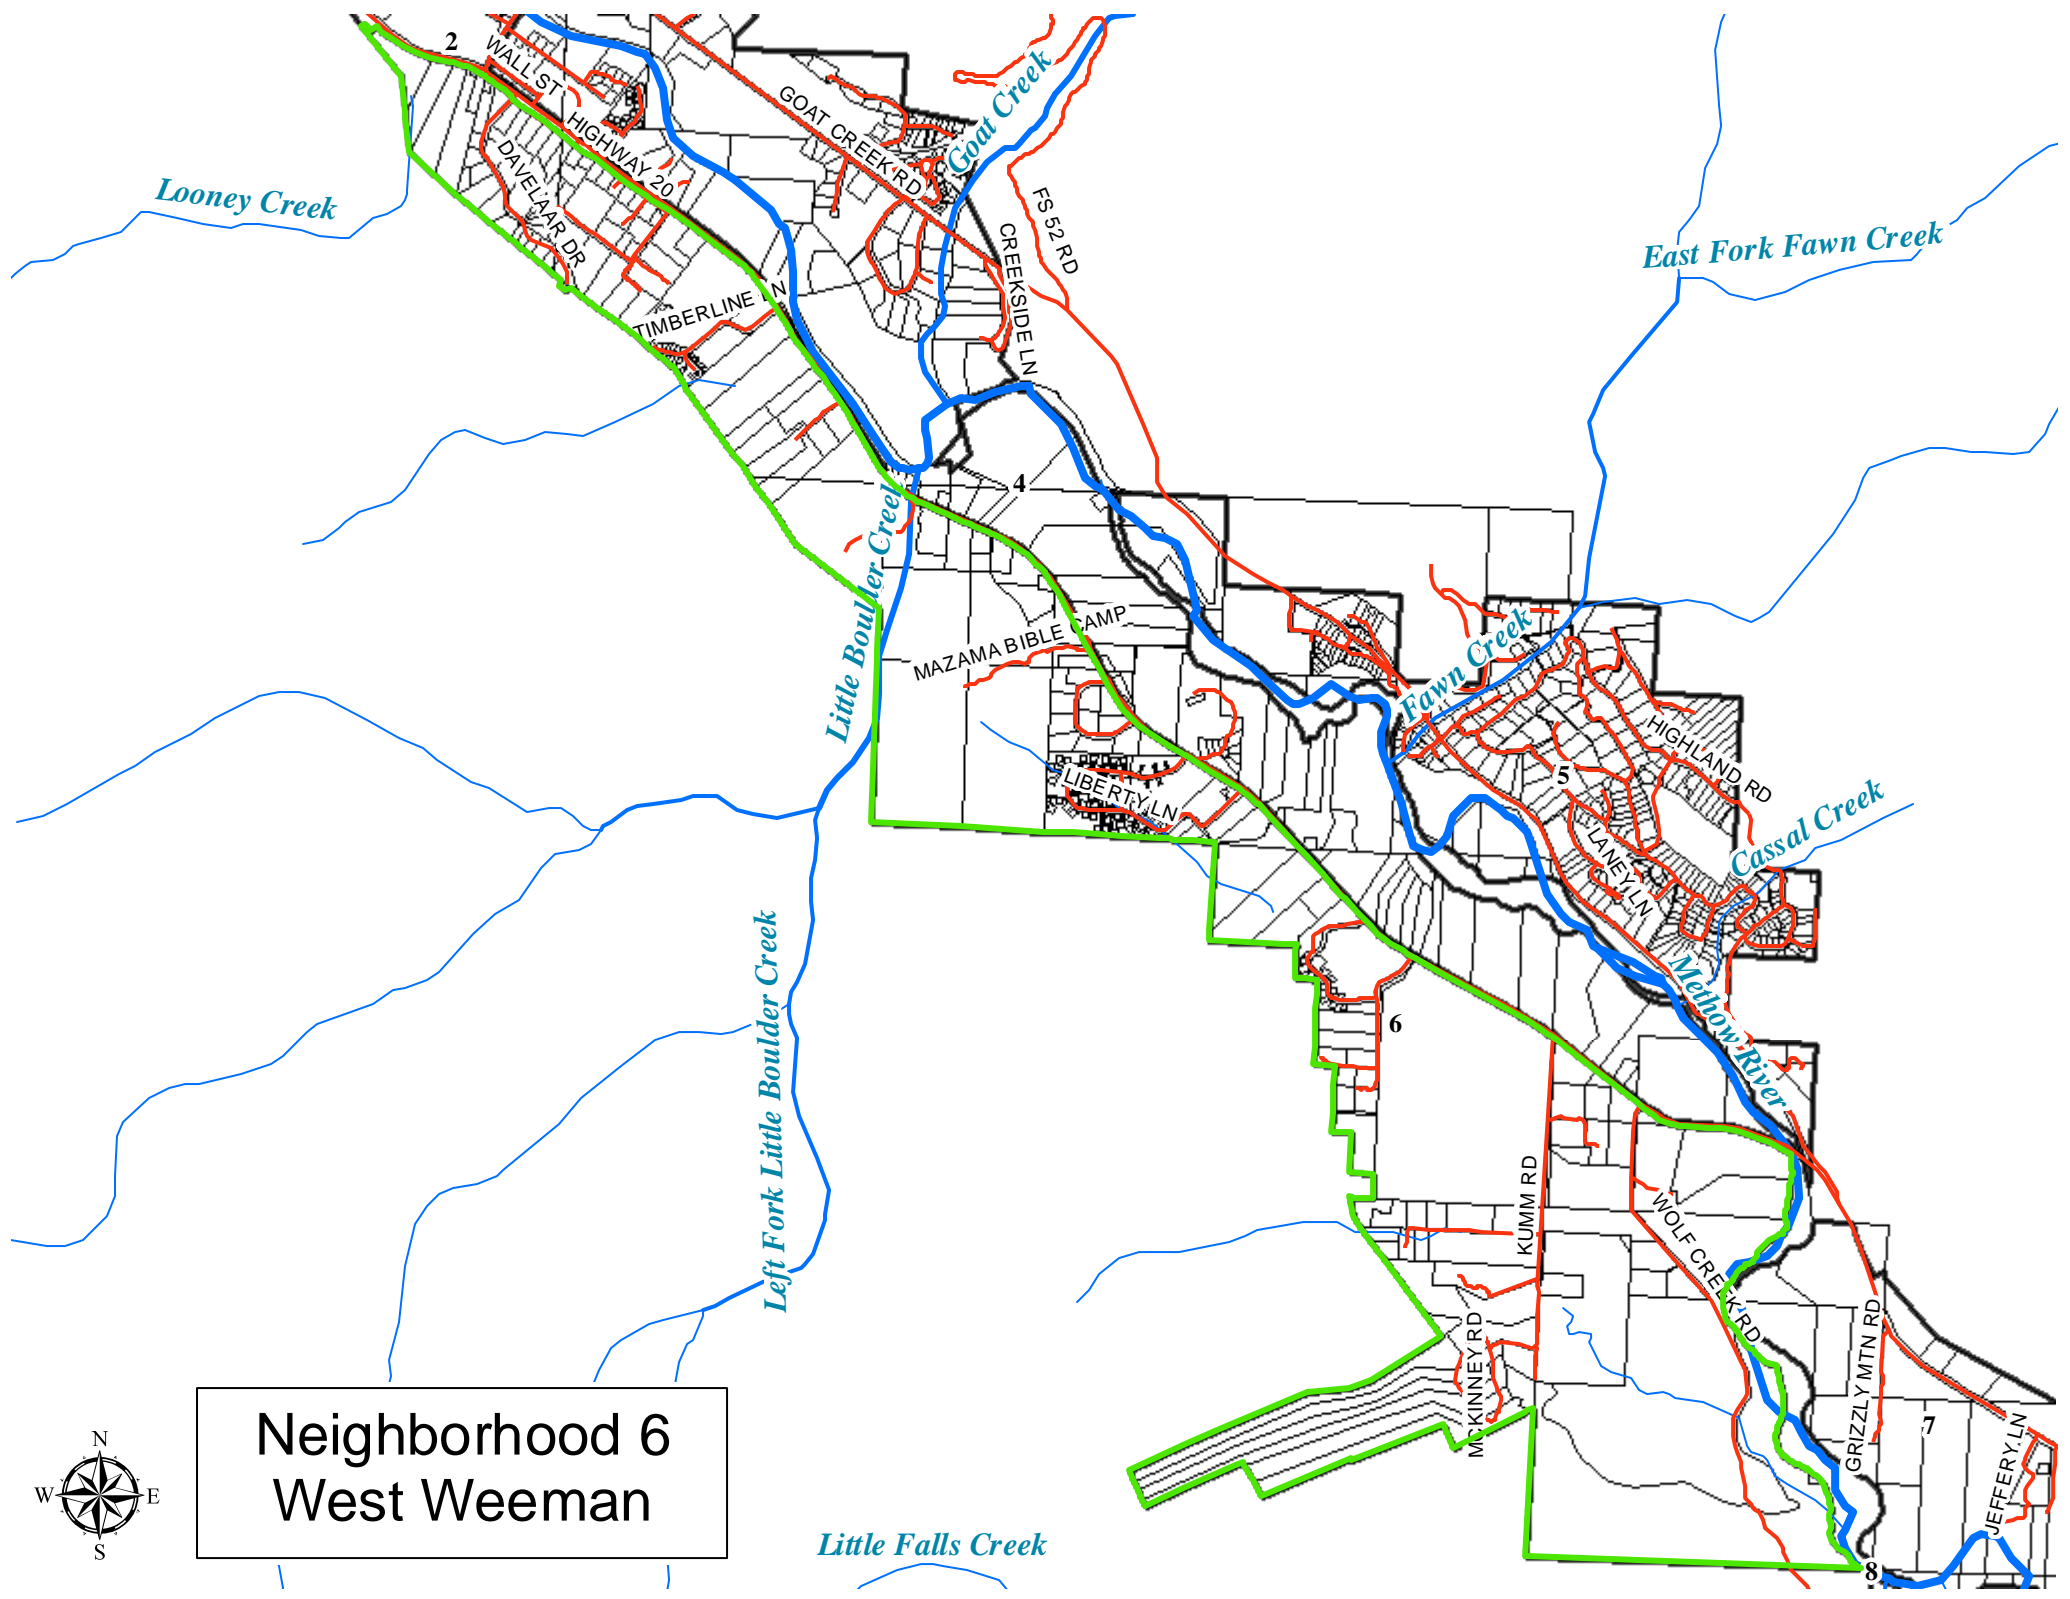 2
WALL ST
HIGHWAY 20
DAVELAAR DR
GOAT CREEK RD
Goat Creek
FS 52 RD
CREEKSIDE LN
Looney Creek
East Fork Fawn Creek
TIMBERLINE LN
4
Little Boulder Creek
MAZAMA BIBLE CAMP
Fawn Creek
HIGHLAND RD
5
LIBERTY LN
LANEY LN
Cassal Creek
Left Fork Little Boulder Creek
Methow River
6
KUMM RD
WOLF CREEK RD
MCKINNEY RD
GRIZZLY MTN RD
7
JEFFERY LN
Neighborhood 6
West Weeman
N
W
E
S
Little Falls Creek
8